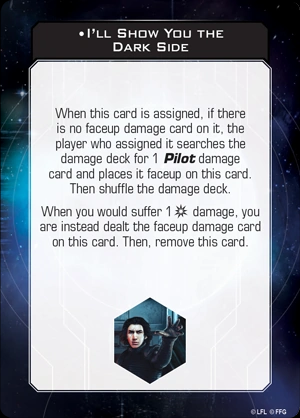 •I'll Show You the
Dark Side
When this card is assigned, if there
is no faceup damage card on it, the
player who assigned it searches the
damage deck for 1 Pilot damage
card and places it faceup on this card.
Then shuffle the damage deck.
When you would suffer 1 damage, you
are instead dealt the faceup damage card
on this card. Then, remove this card.
©LFL ©FFG